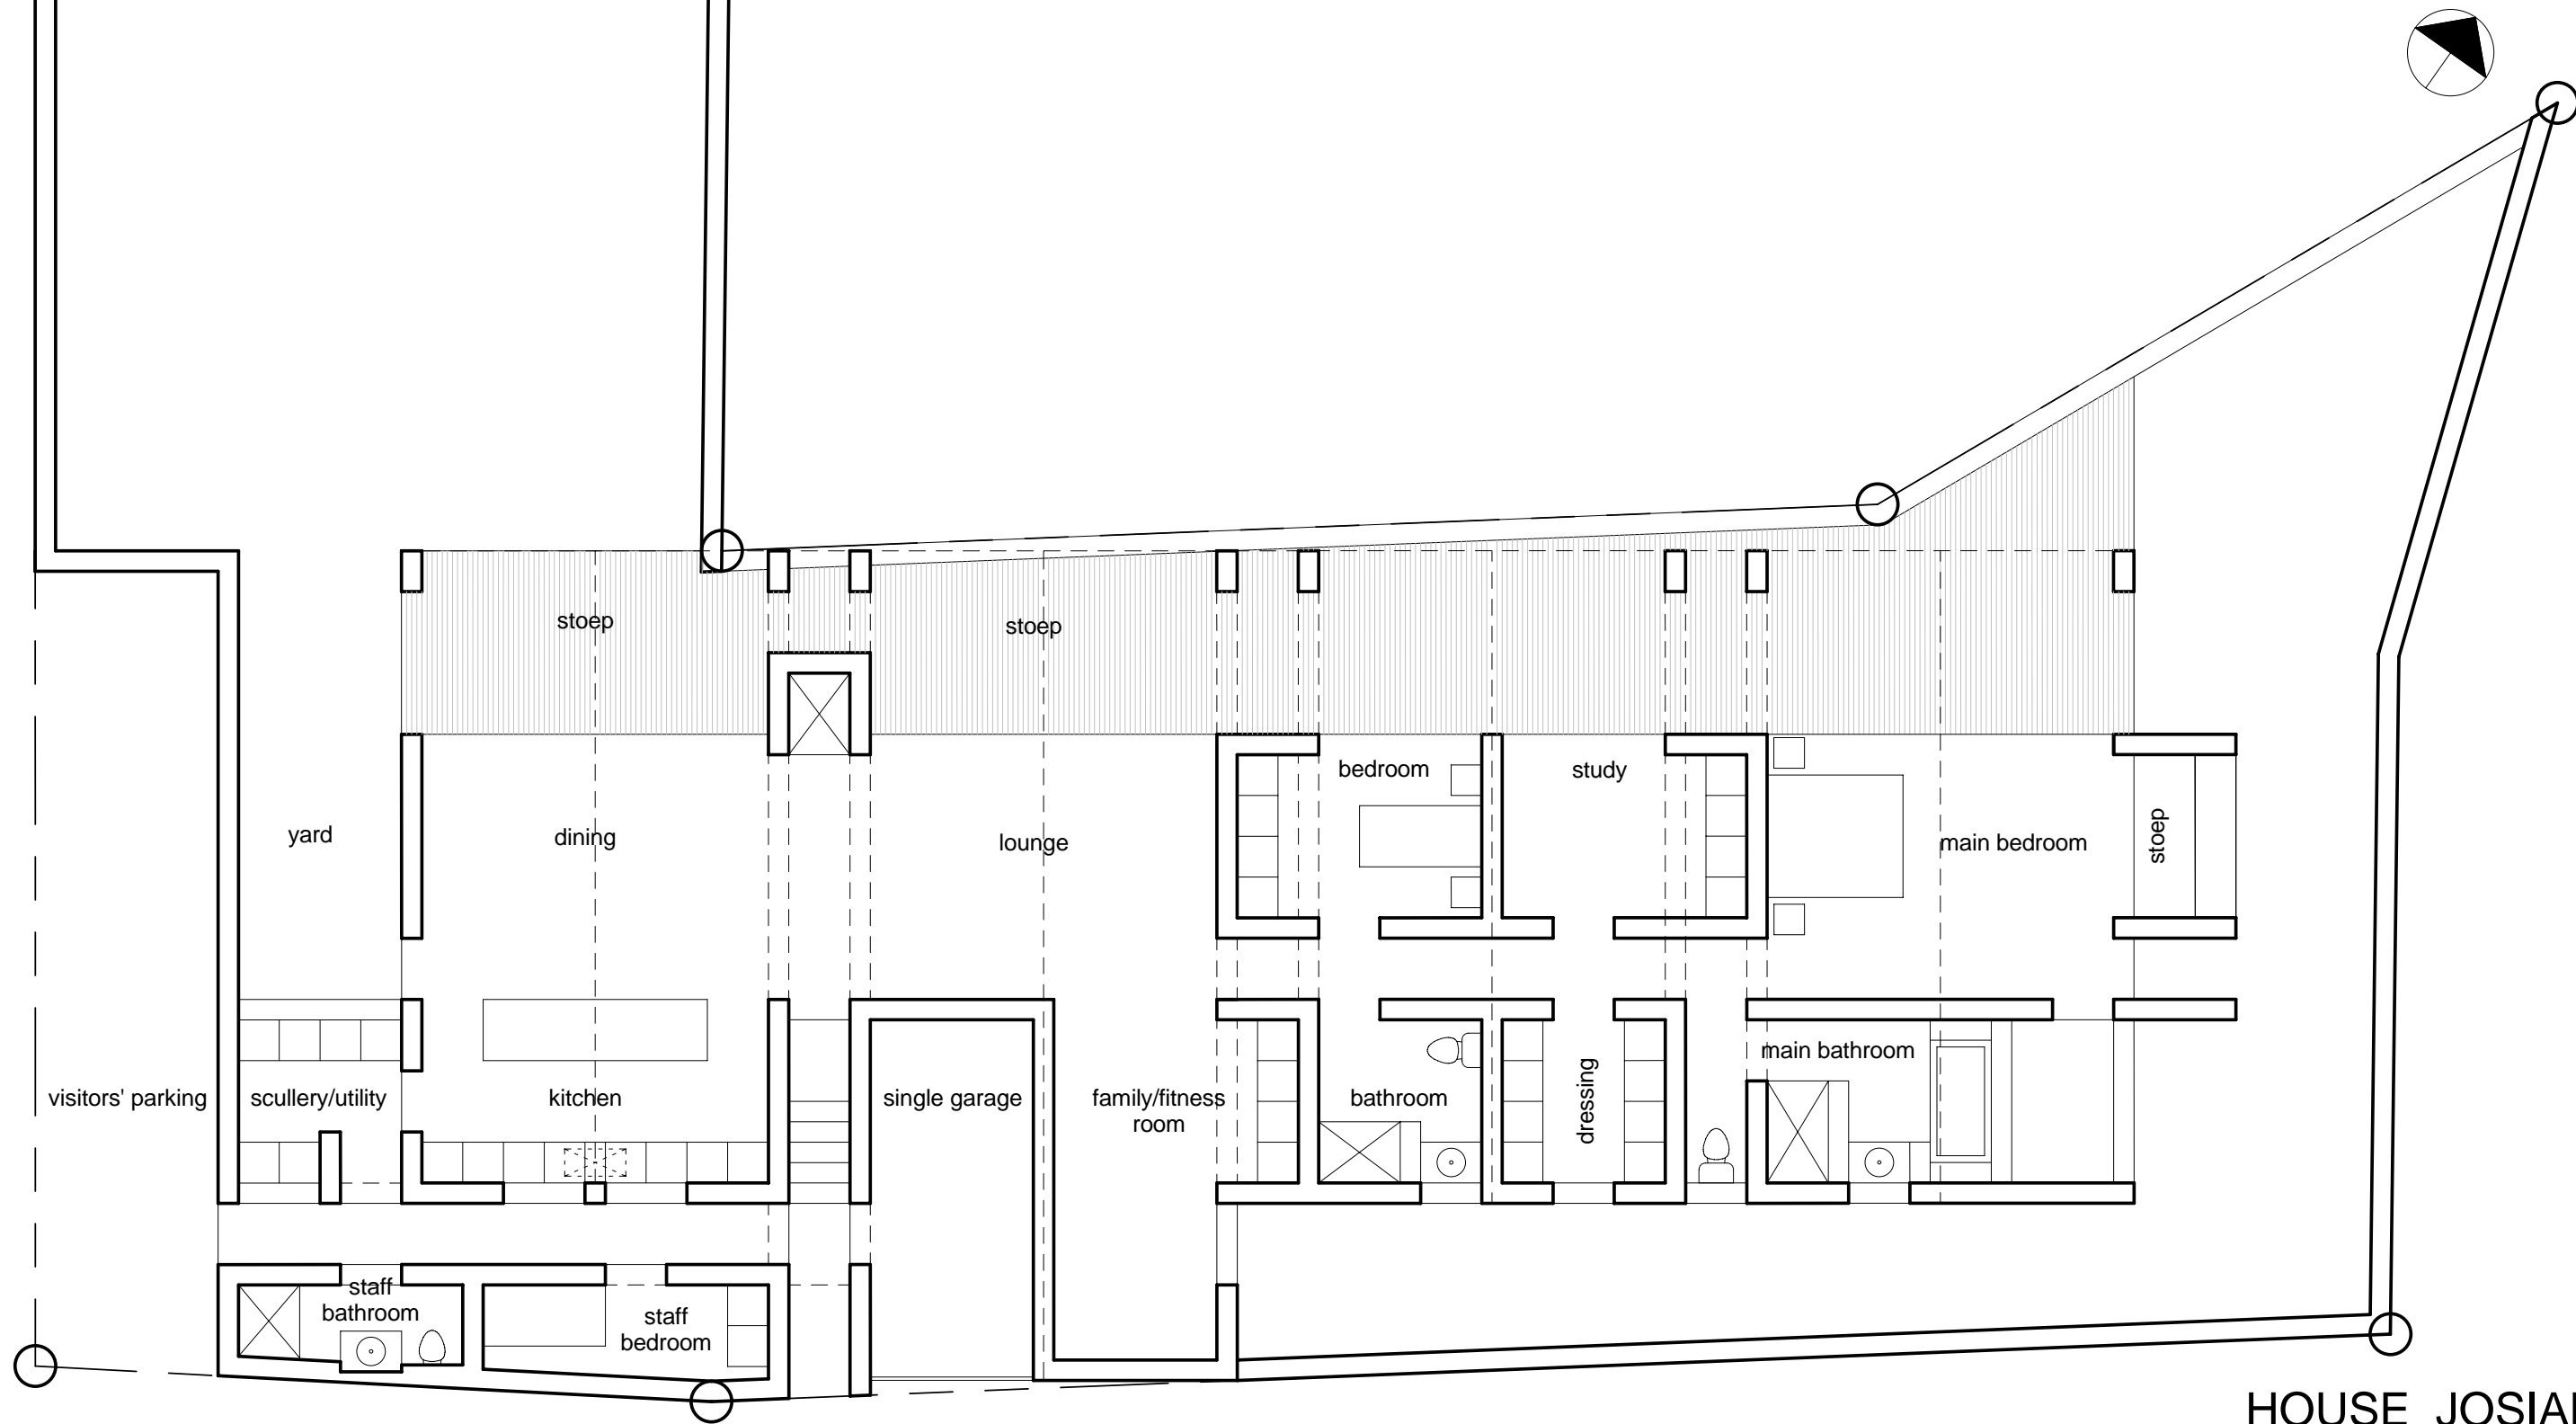 stoep
stoep
bedroom
study
yard
dining
lounge
main bedroom
stoep
main bathroom
visitors' parking
scullery/utility
kitchen
single garage
family/fitness
room
bathroom
dressing
staff
bathroom
staff
bedroom
HOUSE JOSIA